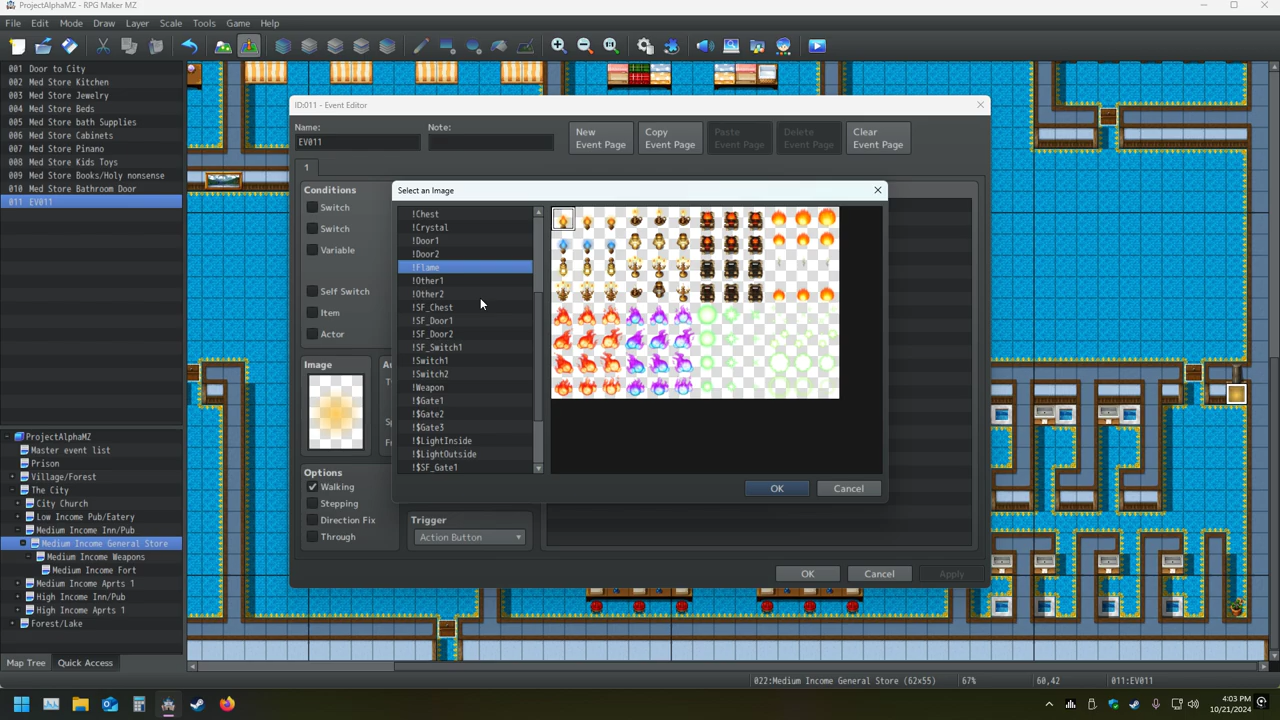 ProjectAlphaMZ - RPG Maker MZ
File Edit Mode Draw Layer Scale Tools Game Help
001 Door to City
002 Med Store Kitchen
003 Med Store Jewelry
004 Med Store Beds
005 Med Store bath Supplies
006 Med Store Cabinets
007 Med Store Pinano
008 Med Store Kids Toys
009 Med Store Books/Holy nonsense
010 Med Store Bathroom Door
011 EV011
ID:011 - Event Editor
Name:
Note:
EV011
New Event Page
Copy Event Page
Paste Event Page
Delete Event Page
Clear Event Page
1
Conditions
Switch
Switch
Variable
Self Switch
Item
Actor
Image
Options
Walking
Stepping
Direction Fix
Through
Trigger
Action Button
OK Cancel Apply
Select an Image
!Chest
!Crystal
!Door1
!Door2
!Flame
!Other1
!Other2
!SF_Chest
!SF_Door1
!SF_Door2
!SF_Switch1
!Switch1
!Switch2
!Weapon
!$Gate1
!$Gate2
!$Gate3
!$LightInside
!$LightOutside
!$SF_Gate1
OK Cancel
ProjectAlphaMZ
Master event list
Prison
Village/Forest
The City
City Church
Low Income Pub/Eatery
Medium Income Inn/Pub
Medium Income General Store
Medium Income Weapons
Medium Income Fort
Medium Income Aprts 1
High Income Inn/Pub
High Income Aprts 1
Forest/Lake
Map Tree Quick Access
022:Medium Income General Store (62x55) 67% 60,42 011:EV011
4:03 PM
10/21/2024